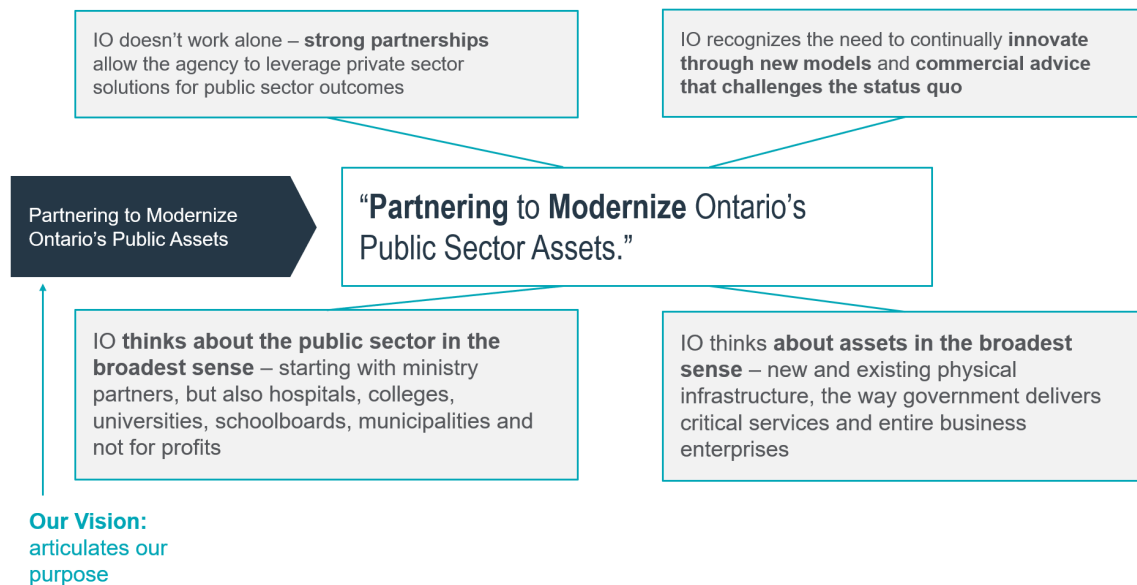 IO doesn’t work alone – strong partnerships
allow the agency to leverage private sector
solutions for public sector outcomes
IO recognizes the need to continually innovate
through new models and commercial advice
that challenges the status quo
Partnering to Modernize
Ontario’s Public Assets
“Partnering to Modernize Ontario’s
Public Sector Assets.”
IO thinks about the public sector in the
broadest sense – starting with ministry
partners, but also hospitals, colleges,
universities, schoolboards, municipalities and
not for profits
IO thinks about assets in the broadest
sense – new and existing physical
infrastructure, the way government delivers
critical services and entire business
enterprises
Our Vision:
articulates our
purpose